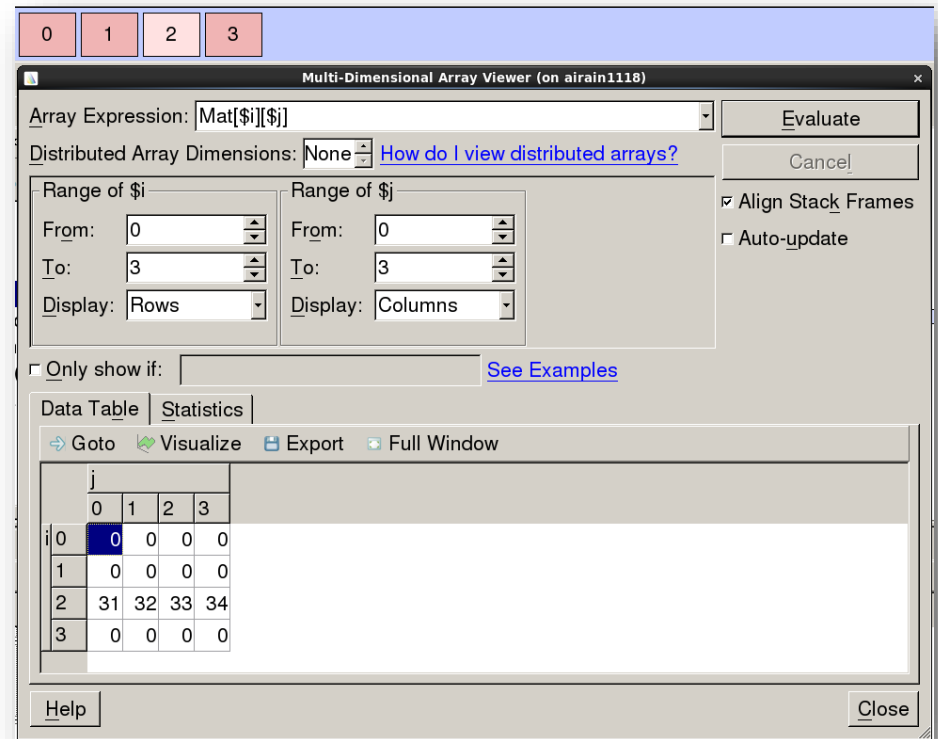 0 1 2 3
Multi-Dimensional Array Viewer (on airain1118)
Array Expression: Mat[$i][$j]
Evaluate
Distributed Array Dimensions: None How do I view distributed arrays?
Cancel
Range of $i
Range of $j
Align Stack Frames
From: 0
From: 0
Auto-update
To: 3
To: 3
Display: Rows
Display: Columns
Only show if:
See Examples
Data Table
Statistics
Goto Visualize Export Full Window
j
0 1 2 3
i 0 0 0 0 0
1 0 0 0 0
2 31 32 33 34
3 0 0 0 0
Help
Close